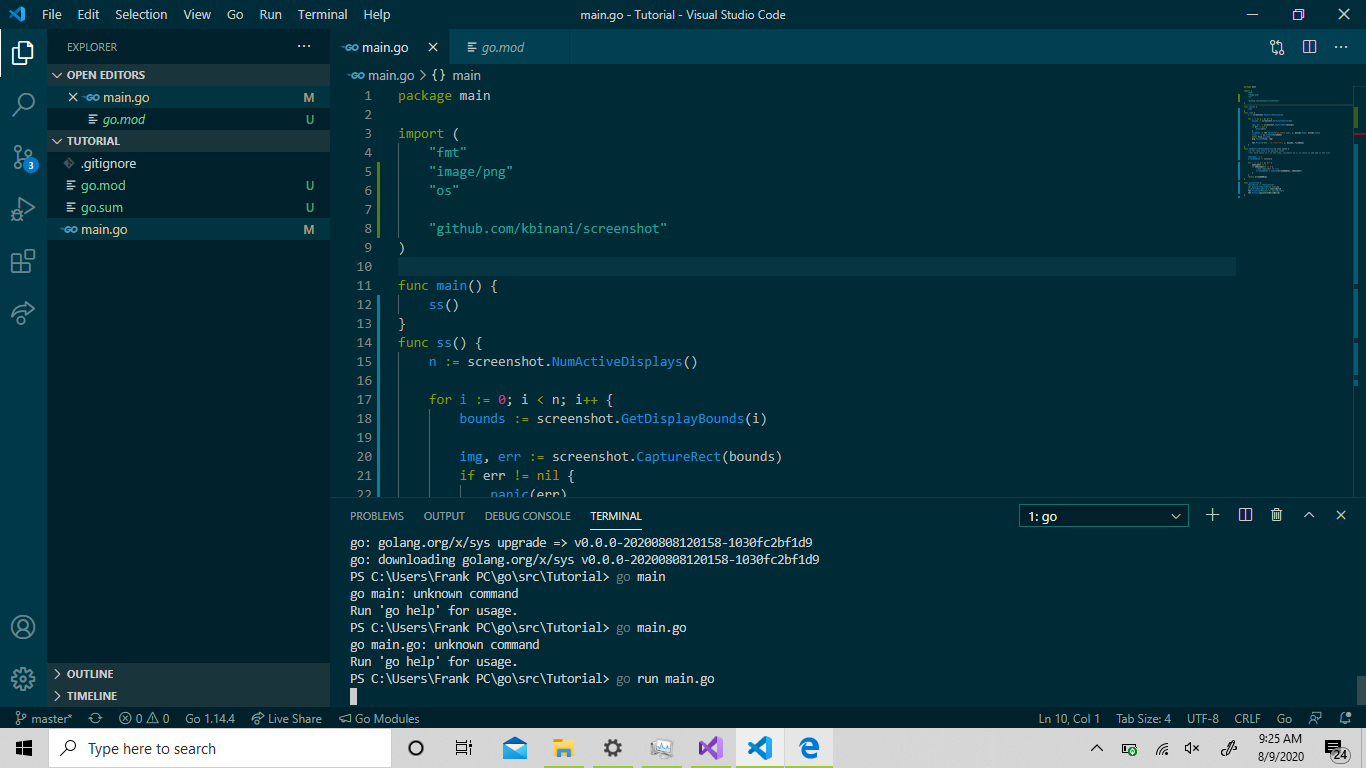 File Edit Selection View Go Run Terminal Help
main.go - Tutorial - Visual Studio Code
EXPLORER
OPEN EDITORS
main.go M
go.mod U
TUTORIAL
.gitignore
go.mod U
go.sum U
main.go M
OUTLINE
TIMELINE
3
main.go
go.mod
main.go > {} main
1 package main
2
3 import (
4 "fmt"
5 "image/png"
6 "os"
7
8 "github.com/kbinani/screenshot"
9 )
10
11 func main() {
12 ss()
13 }
14 func ss() {
15 n := screenshot.NumActiveDisplays()
16
17 for i := 0; i < n; i++ {
18 bounds := screenshot.GetDisplayBounds(i)
19
20 img, err := screenshot.CaptureRect(bounds)
21 if err != nil {
22 panic(err)
PROBLEMS OUTPUT DEBUG CONSOLE TERMINAL
1: go
go: golang.org/x/sys upgrade => v0.0.0-20200808120158-1030fc2bf1d9
go: downloading golang.org/x/sys v0.0.0-20200808120158-1030fc2bf1d9
PS C:\Users\Frank PC\go\src\Tutorial> go main
go main: unknown command
Run 'go help' for usage.
PS C:\Users\Frank PC\go\src\Tutorial> go main.go
go main.go: unknown command
Run 'go help' for usage.
PS C:\Users\Frank PC\go\src\Tutorial> go run main.go
master* 0 0 Go 1.14.4 Live Share Go Modules
Ln 10, Col 1 Tab Size: 4 UTF-8 CRLF Go
Type here to search
9:25 AM
8/9/2020
24